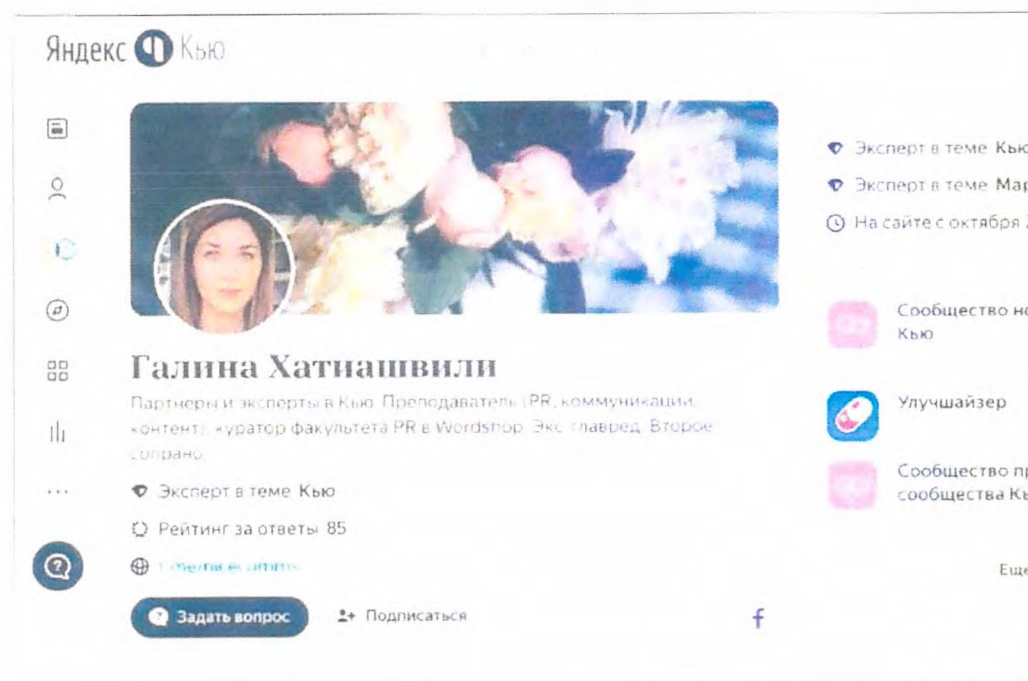 Яндекс Кью
Галина Хатиашвили
Партнеры и эксперты в Кью. Преподаватель (PR, коммуникации,
контент), куратор факультета PR в Wordshop. Экс-главред. Второе
сопрано.
Эксперт в теме Кью
Рейтинг за ответы 85
Задать вопрос
Подписаться
Эксперт в теме Кью
Эксперт в теме Мар
На сайте с октября
Сообщество но
Кью
Улучшайзер
Сообщество пр
сообщества Кь
Еще